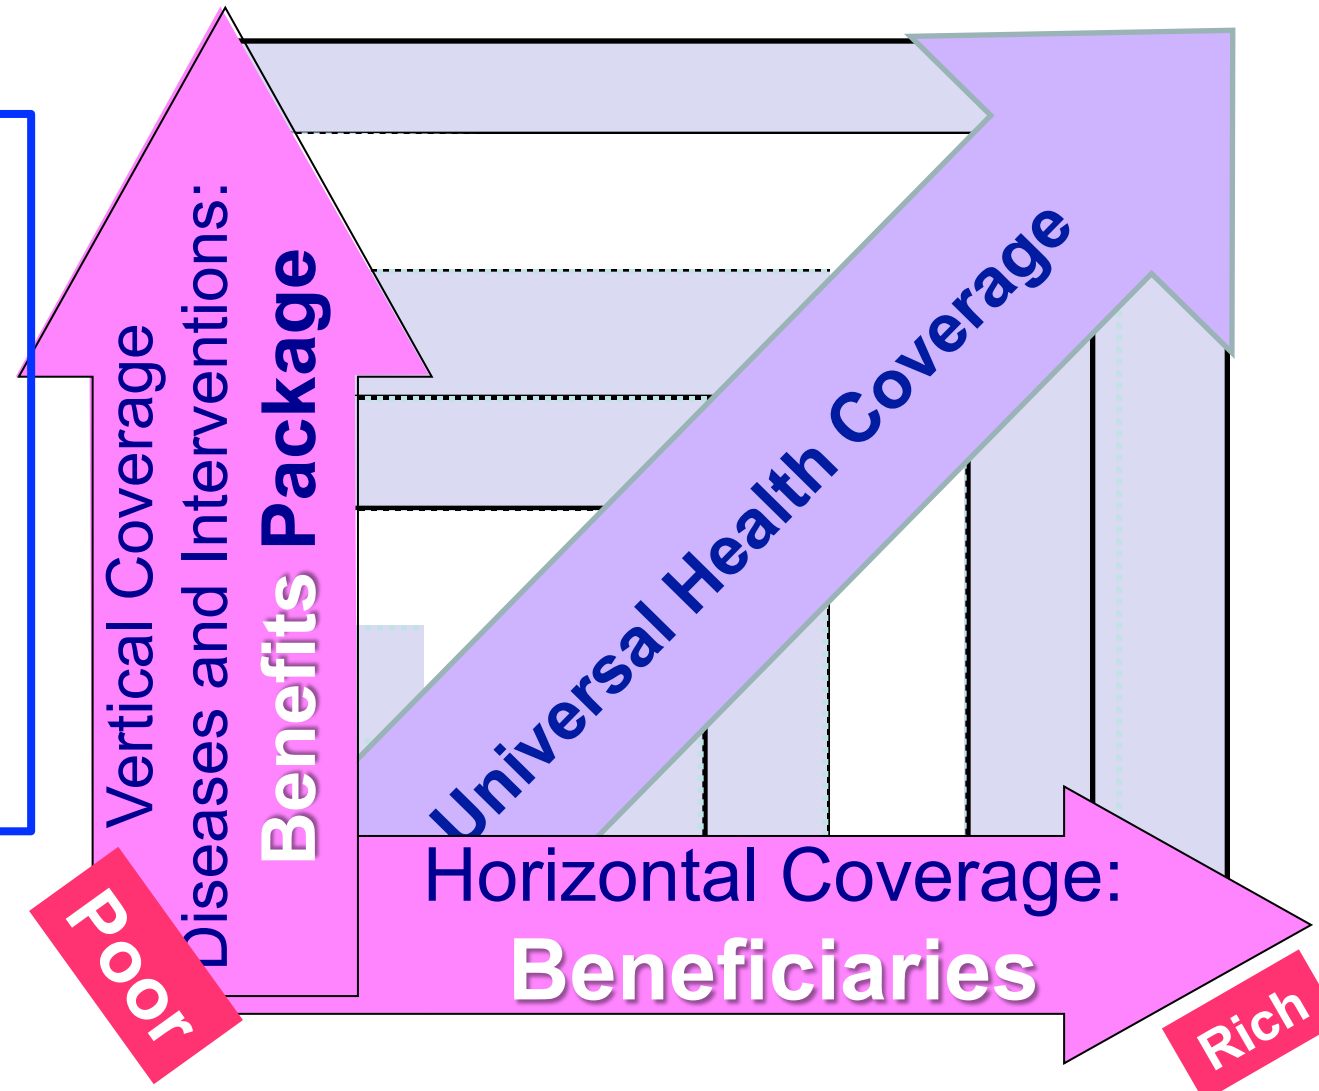 Vertical Coverage
Diseases and Interventions:
Benefits Package
Universal Health Coverage
Horizontal Coverage:
Beneficiaries
Poor
Rich